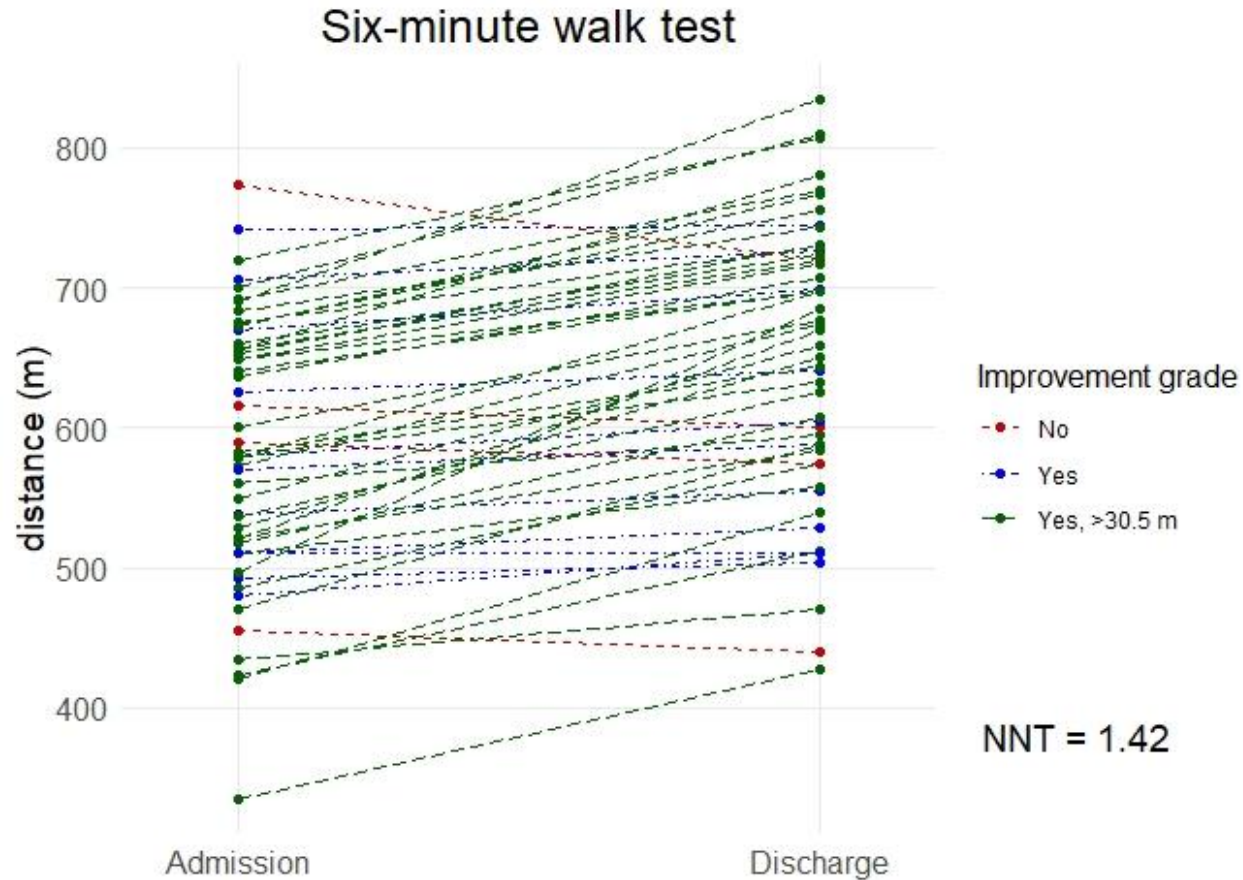 Six-minute walk test
800
700
600
500
400
distance (m)
Admission
Discharge
Improvement grade
No
Yes
Yes, >30.5 m
NNT = 1.42